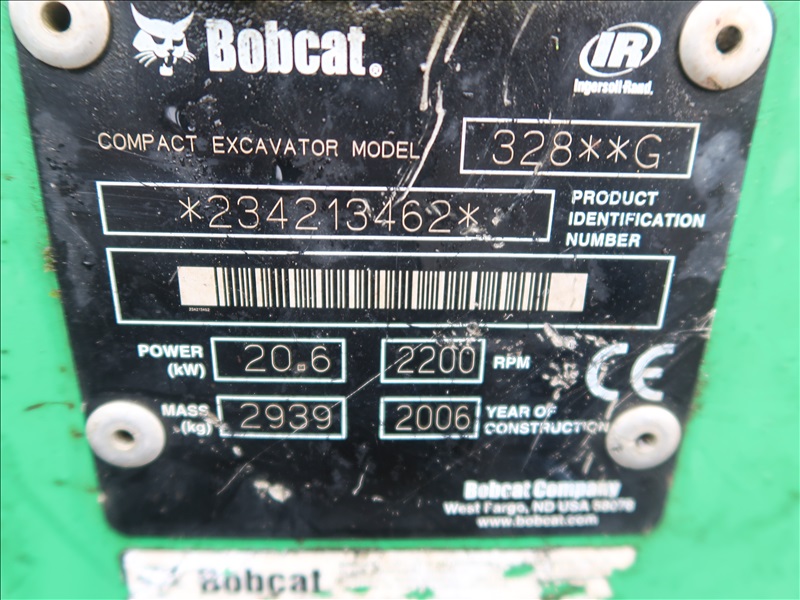 Bobcat®
IR
Ingersoll-Rand®
COMPACT EXCAVATOR MODEL 328**G
*234213462* PRODUCT
IDENTIFICATION
NUMBER
234213462
POWER
(kW) 20.6 2200 RPM
CE
MASS
(kg) 2939 2006 YEAR OF
CONSTRUCTION
Bobcat Company
West Fargo, ND USA 58078
www.bobcat.com
Bobcat